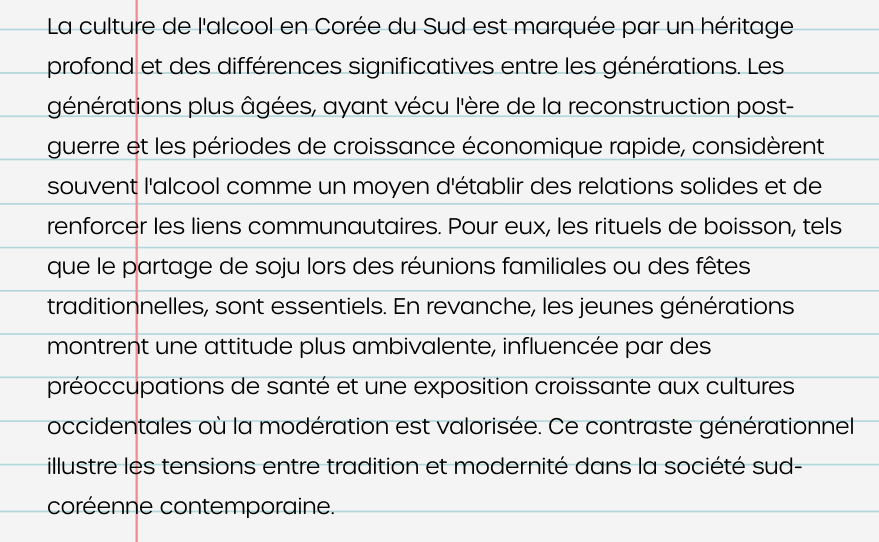 La culture de l'alcool en Corée du Sud est marquée par un héritage
profond et des différences significatives entre les générations. Les
générations plus âgées, ayant vécu l'ère de la reconstruction post-
guerre et les périodes de croissance économique rapide, considèrent
souvent l'alcool comme un moyen d'établir des relations solides et de
renforcer les liens communautaires. Pour eux, les rituels de boisson, tels
que le partage de soju lors des réunions familiales ou des fêtes
traditionnelles, sont essentiels. En revanche, les jeunes générations
montrent une attitude plus ambivalente, influencée par des
préoccupations de santé et une exposition croissante aux cultures
occidentales où la modération est valorisée. Ce contraste générationnel
illustre les tensions entre tradition et modernité dans la société sud-
coréenne contemporaine.